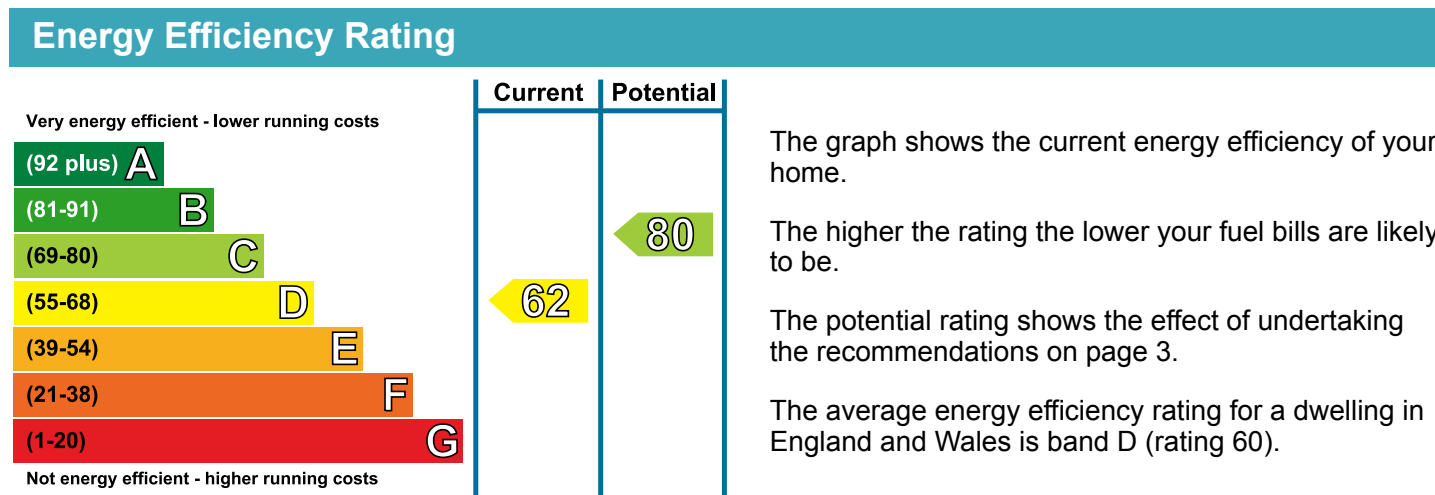 Energy Efficiency Rating
Current Potential
Very energy efficient - lower running costs
(92 plus) A
(81-91) B
(69-80) C
(55-68) D
(39-54) E
(21-38) F
(1-20) G
Not energy efficient - higher running costs
62
80
The graph shows the current energy efficiency of your
home.
The higher the rating the lower your fuel bills are likely
to be.
The potential rating shows the effect of undertaking
the recommendations on page 3.
The average energy efficiency rating for a dwelling in
England and Wales is band D (rating 60).